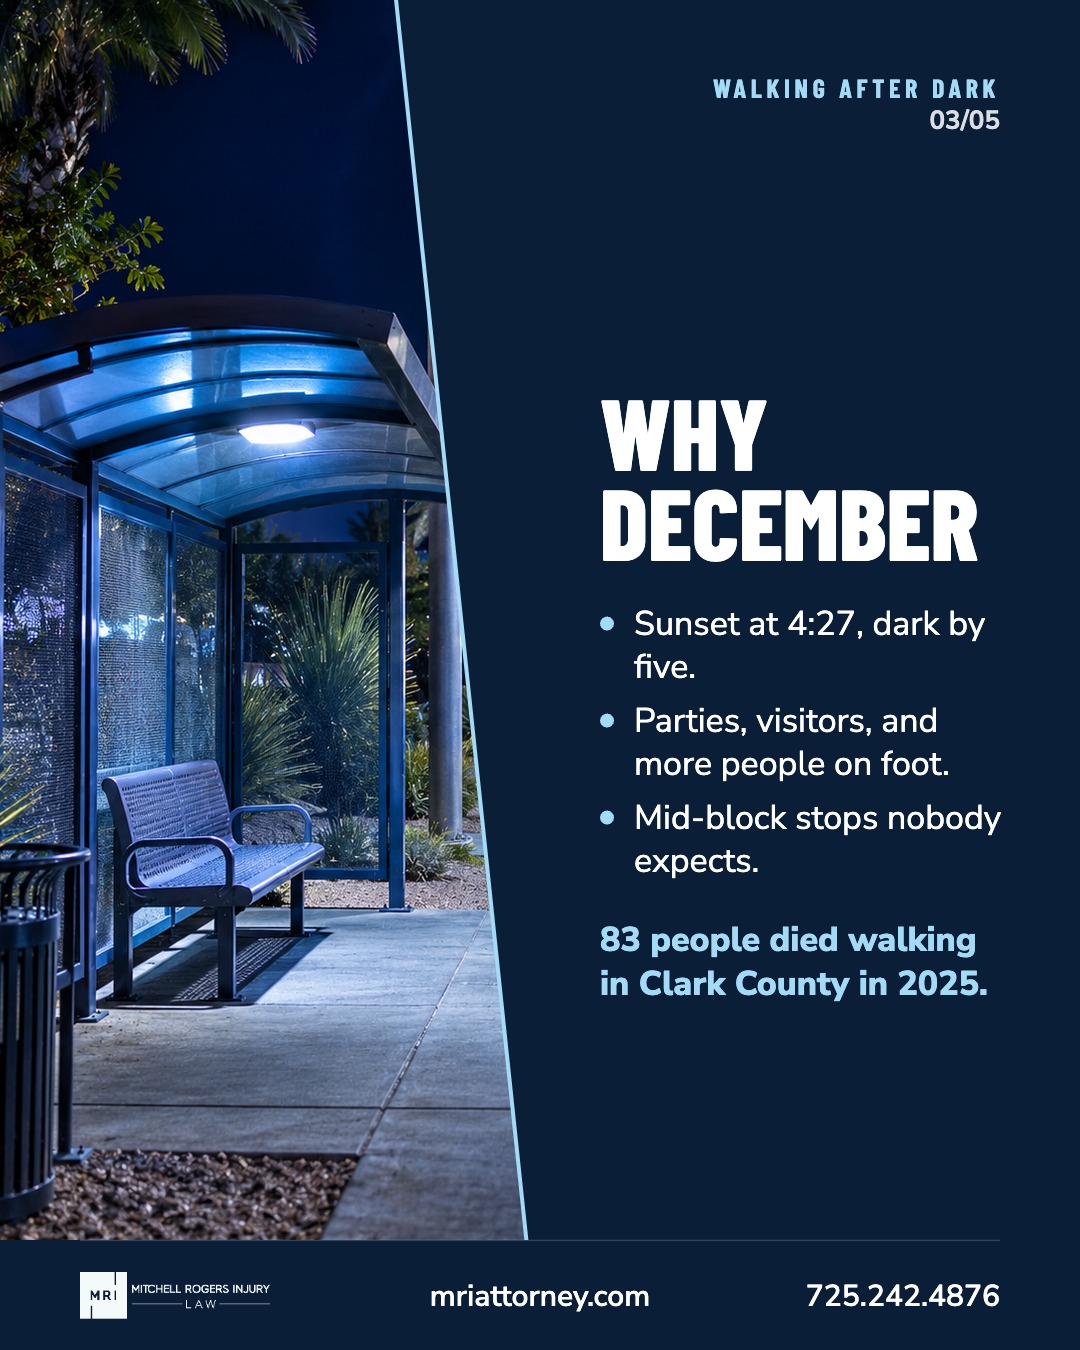 WALKING AFTER DARK
03/05
WHY
DECEMBER
Sunset at 4:27, dark by
five.
Parties, visitors, and
more people on foot.
Mid-block stops nobody
expects.
83 people died walking
in Clark County in 2025.
MRI
MITCHELL ROGERS INJURY
LAW
mriattorney.com
725.242.4876